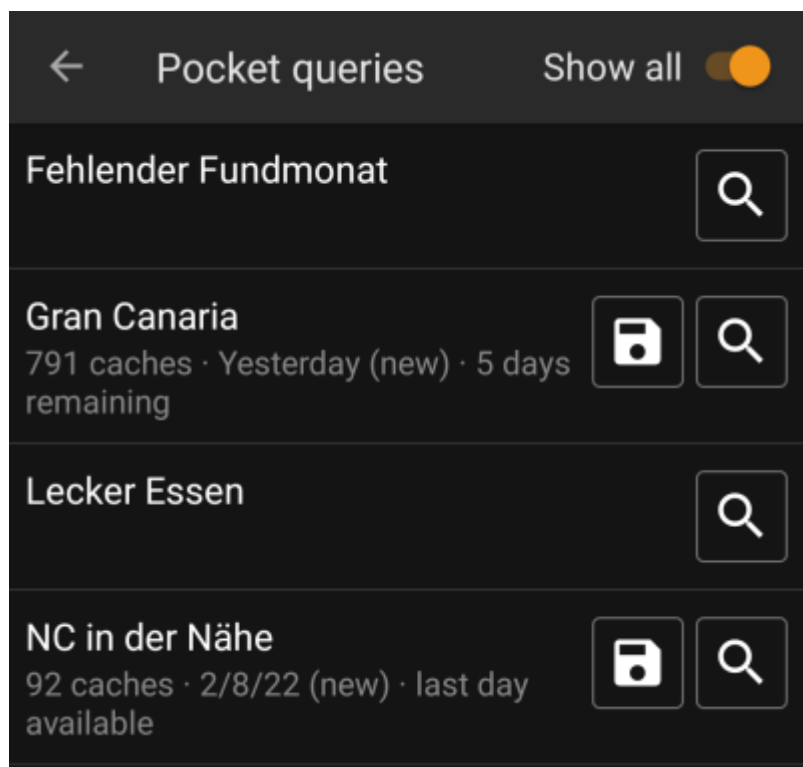 Pocket queries Show all
Fehlender Fundmonat
Gran Canaria
791 caches · Yesterday (new) · 5 days
remaining
Lecker Essen
NC in der Nähe
92 caches · 2/8/22 (new) · last day
available